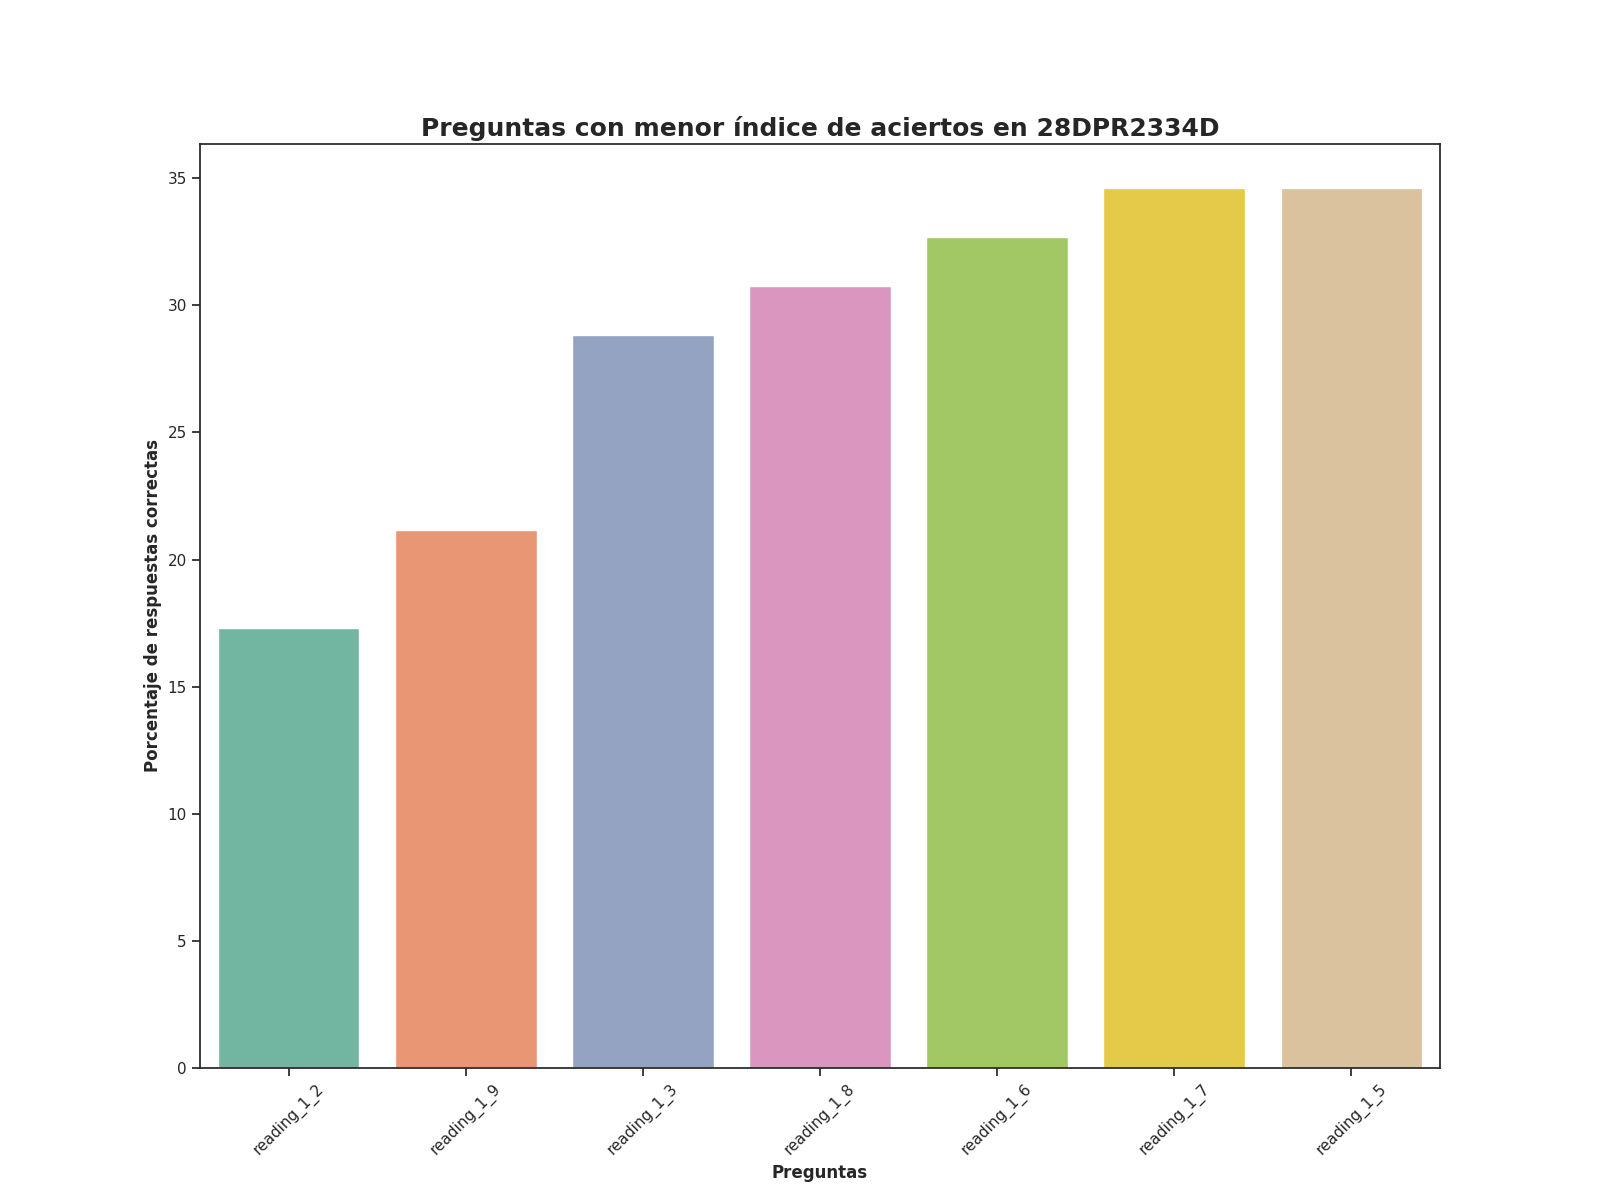 Preguntas con menor índice de aciertos en 28DPR2334D
Porcentaje de respuestas correctas
35
30
25
20
15
10
5
0
reading_1_2
reading_1_9
reading_1_3
reading_1_8
reading_1_6
reading_1_7
reading_1_5
Preguntas